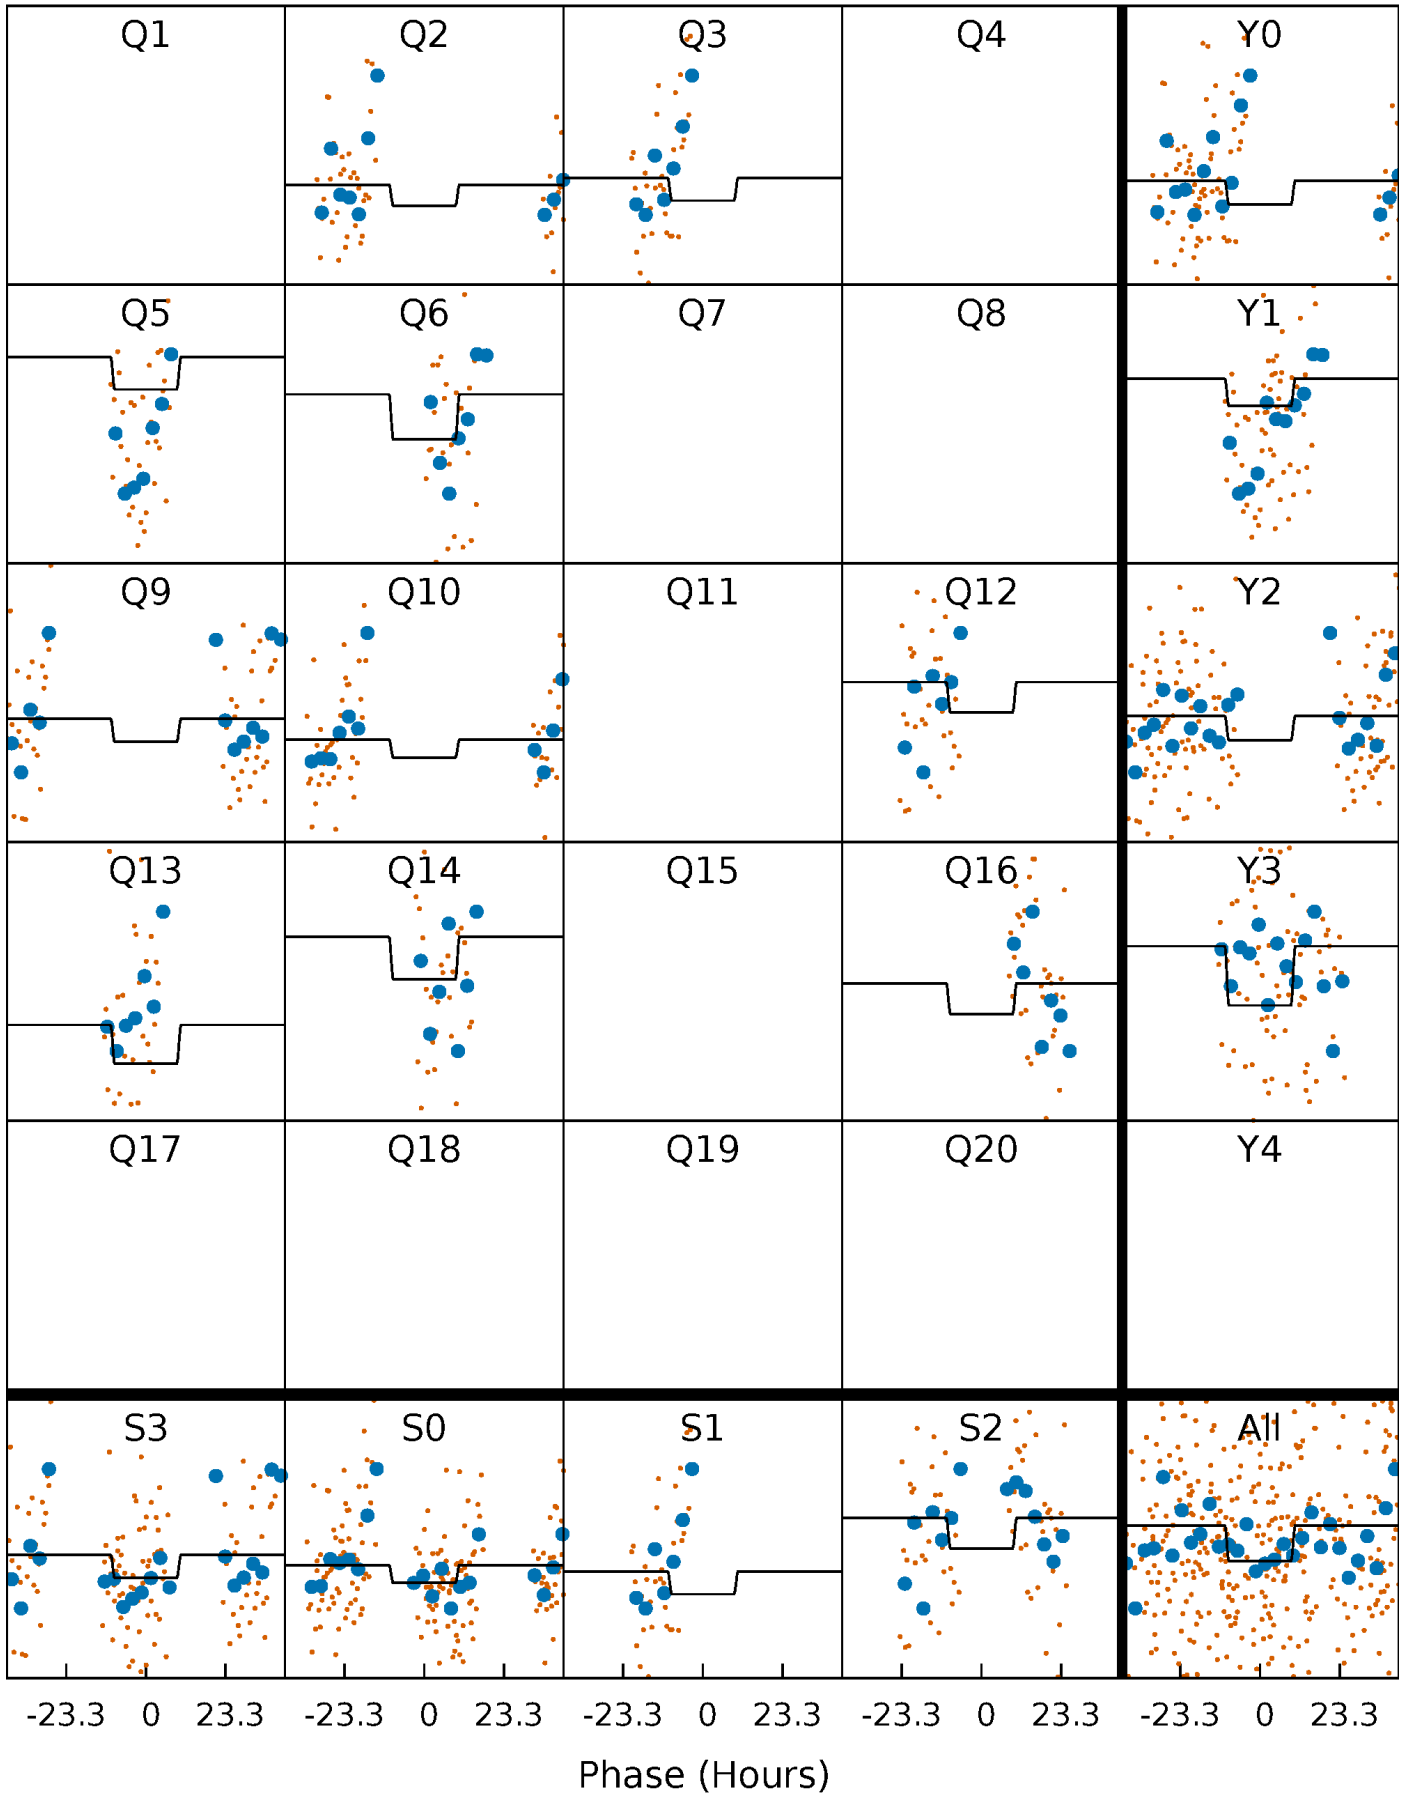 Q1 Q2 Q3 Q4 Y0
Q5 Q6 Q7 Q8 Y1
Q9 Q10 Q11 Q12 Y2
Q13 Q14 Q15 Q16 Y3
Q17 Q18 Q19 Q20 Y4
S3 S0 S1 S2 All
-23.3 0 23.3 -23.3 0 23.3 -23.3 0 23.3 -23.3 0 23.3 -23.3 0 23.3
Phase (Hours)